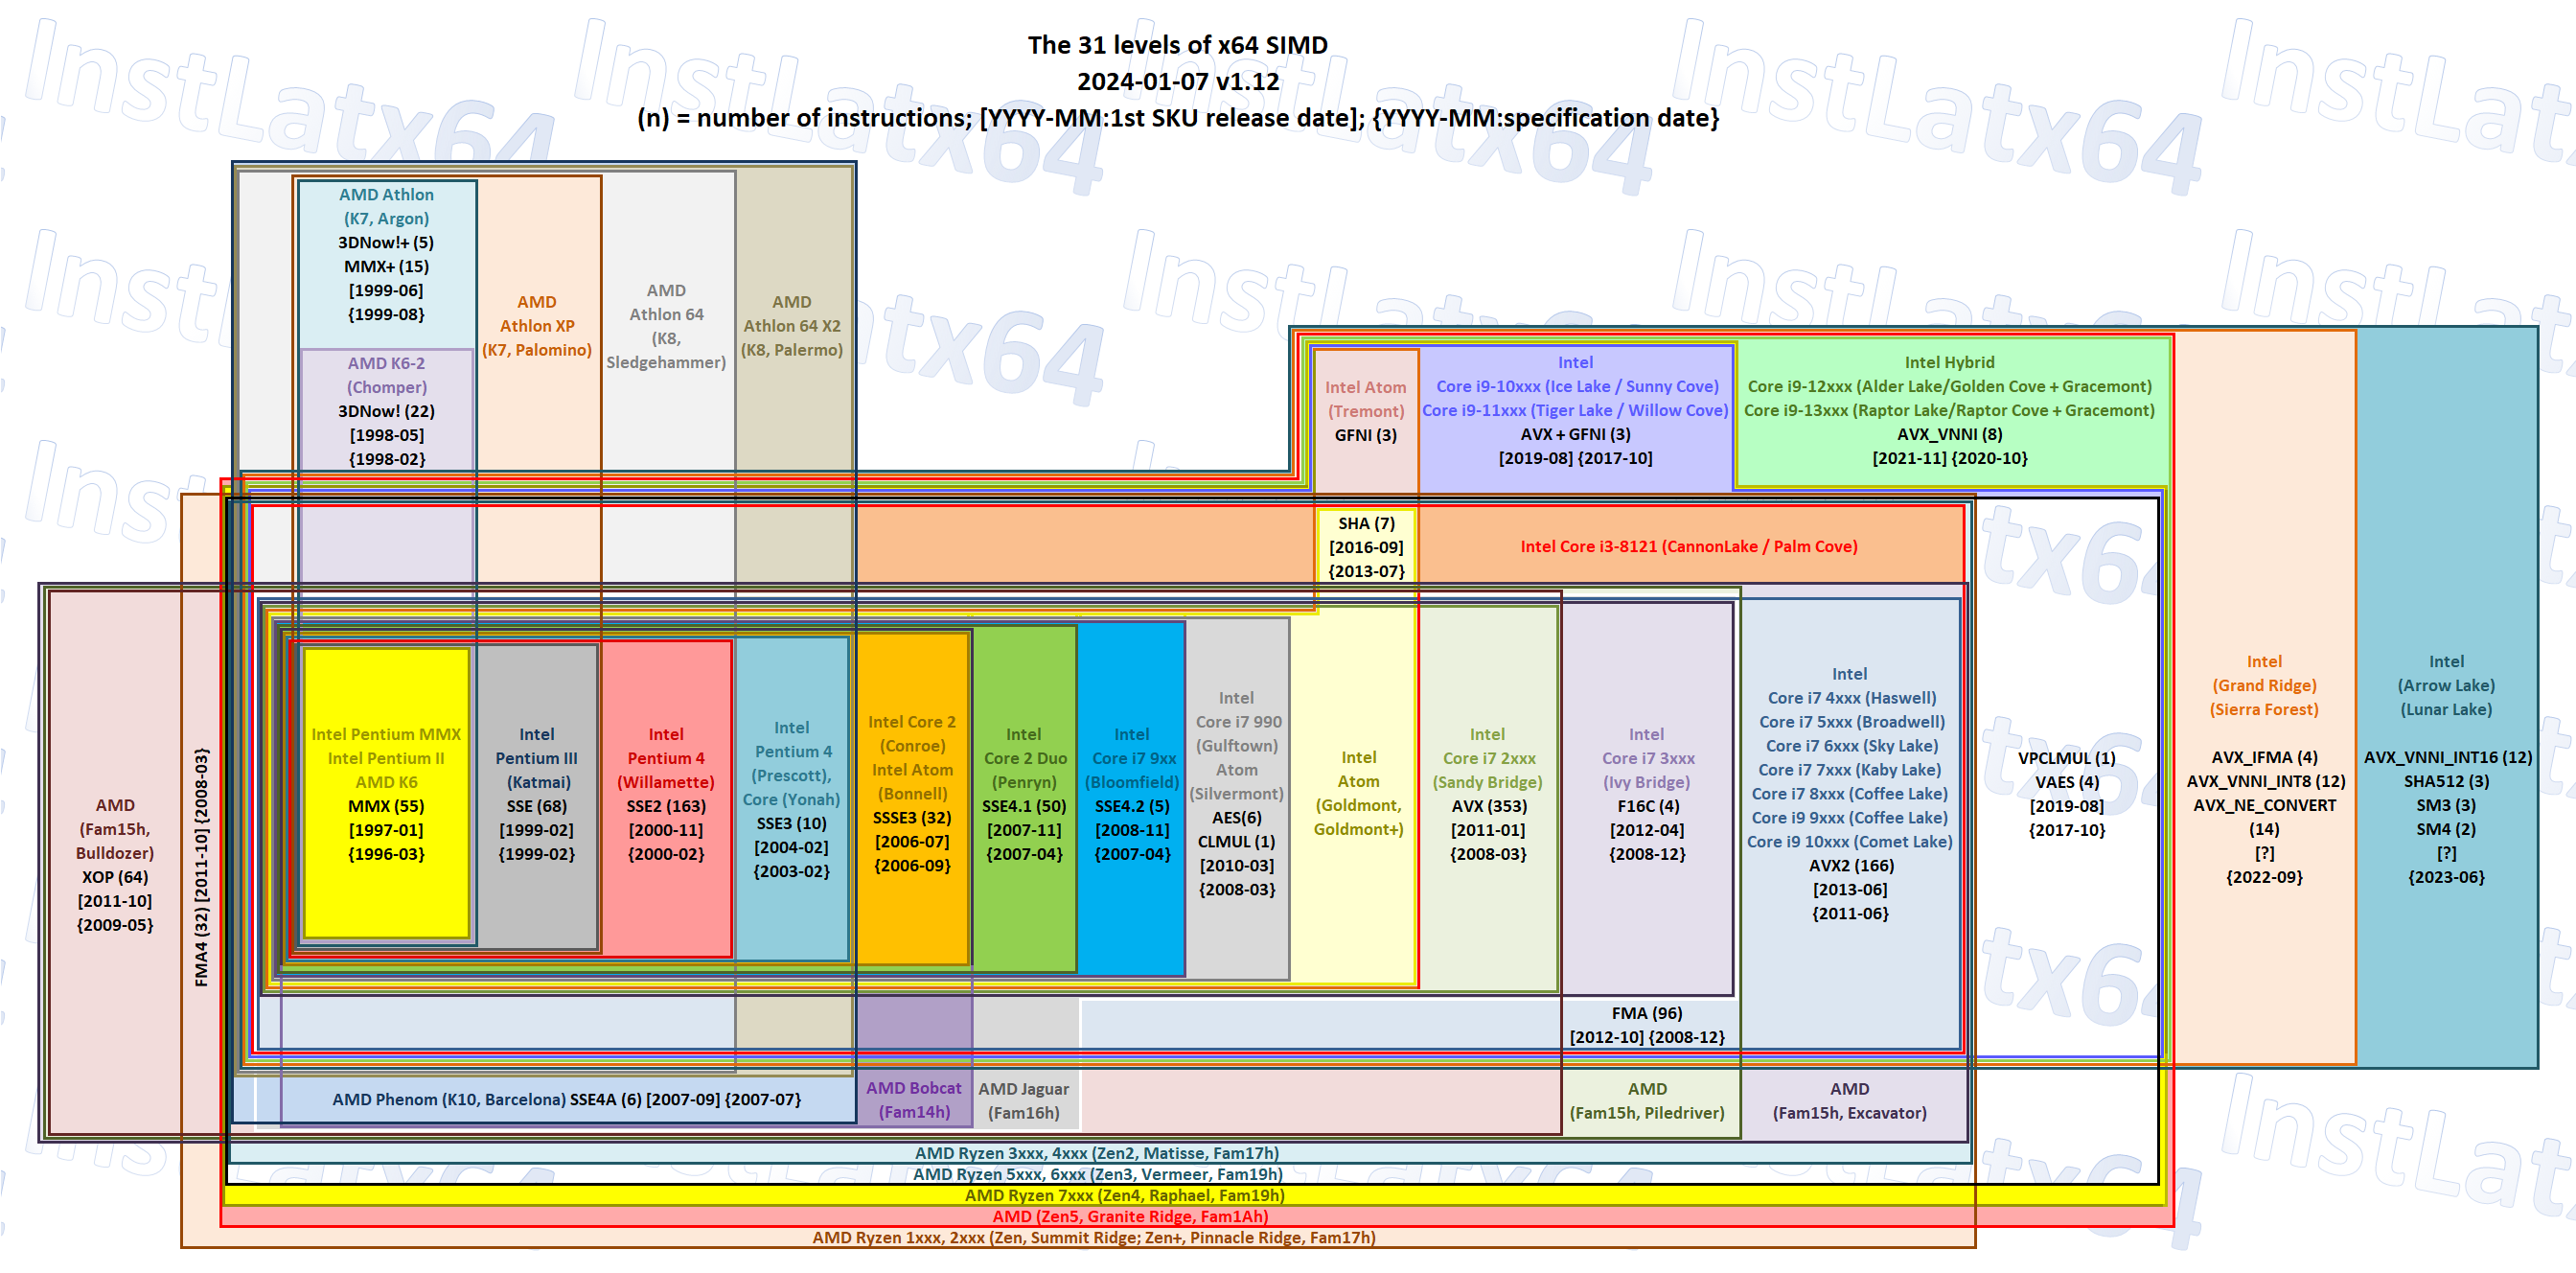 The 31 levels of x64 SIMD
2024-01-07 v1.12
(n) = number of instructions; [YYYY-MM:1st SKU release date]; {YYYY-MM:specification date}
AMD Athlon
(K7, Argon)
3DNow!+ (5)
MMX+ (15)
[1999-06]
{1999-08}
AMD K6-2
(Chomper)
3DNow! (22)
[1998-05]
{1998-02}
AMD
Athlon XP
(K7, Palomino)
AMD
Athlon 64
(K8,
Sledgehammer)
AMD
Athlon 64 X2
(K8, Palermo)
Intel Atom
(Tremont)
GFNI (3)
Intel
Core i9-10xxx (Ice Lake / Sunny Cove)
Core i9-11xxx (Tiger Lake / Willow Cove)
AVX + GFNI (3)
[2019-08] {2017-10}
Intel Hybrid
Core i9-12xxx (Alder Lake/Golden Cove + Gracemont)
Core i9-13xxx (Raptor Lake/Raptor Cove + Gracemont)
AVX_VNNI (8)
[2021-11] {2020-10}
SHA (7)
[2016-09]
{2013-07}
Intel Core i3-8121 (CannonLake / Palm Cove)
AMD
(Fam15h,
Bulldozer)
XOP (64)
[2011-10]
{2009-05}
FMA4 (32) [2011-10] {2008-03}
Intel Pentium MMX
Intel Pentium II
AMD K6
MMX (55)
[1997-01]
{1996-03}
Intel
Pentium III
(Katmai)
SSE (68)
[1999-02]
{1999-02}
Intel
Pentium 4
(Willamette)
SSE2 (163)
[2000-11]
{2000-02}
Intel
Pentium 4
(Prescott),
Core (Yonah)
SSE3 (10)
[2004-02]
{2003-02}
Intel Core 2
(Conroe)
Intel Atom
(Bonnell)
SSSE3 (32)
[2006-07]
{2006-09}
Intel
Core 2 Duo
(Penryn)
SSE4.1 (50)
[2007-11]
{2007-04}
Intel
Core i7 9xx
(Bloomfield)
SSE4.2 (5)
[2008-11]
{2007-04}
Intel
Core i7 990
(Gulftown)
Atom
(Silvermont)
AES(6)
CLMUL (1)
[2010-03]
{2008-03}
Intel
Atom
(Goldmont,
Goldmont+)
Intel
Core i7 2xxx
(Sandy Bridge)
AVX (353)
[2011-01]
{2008-03}
Intel
Core i7 3xxx
(Ivy Bridge)
F16C (4)
[2012-04]
{2008-12}
Intel
Core i7 4xxx (Haswell)
Core i7 5xxx (Broadwell)
Core i7 6xxx (Sky Lake)
Core i7 7xxx (Kaby Lake)
Core i7 8xxx (Coffee Lake)
Core i9 9xxx (Coffee Lake)
Core i9 10xxx (Comet Lake)
AVX2 (166)
[2013-06]
{2011-06}
VPCLMUL (1)
VAES (4)
[2019-08]
{2017-10}
Intel
(Grand Ridge)
(Sierra Forest)
AVX_IFMA (4)
AVX_VNNI_INT8 (12)
AVX_NE_CONVERT
(14)
[?]
{2022-09}
Intel
(Arrow Lake)
(Lunar Lake)
AVX_VNNI_INT16 (12)
SHA512 (3)
SM3 (3)
SM4 (2)
[?]
{2023-06}
FMA (96)
[2012-10] {2008-12}
AMD Phenom (K10, Barcelona) SSE4A (6) [2007-09] {2007-07}
AMD Bobcat
(Fam14h)
AMD Jaguar
(Fam16h)
AMD
(Fam15h, Piledriver)
AMD
(Fam15h, Excavator)
AMD Ryzen 3xxx, 4xxx (Zen2, Matisse, Fam17h)
AMD Ryzen 5xxx, 6xxx (Zen3, Vermeer, Fam19h)
AMD Ryzen 7xxx (Zen4, Raphael, Fam19h)
AMD (Zen5, Granite Ridge, Fam1Ah)
AMD Ryzen 1xxx, 2xxx (Zen, Summit Ridge; Zen+, Pinnacle Ridge, Fam17h)
InstLatx64